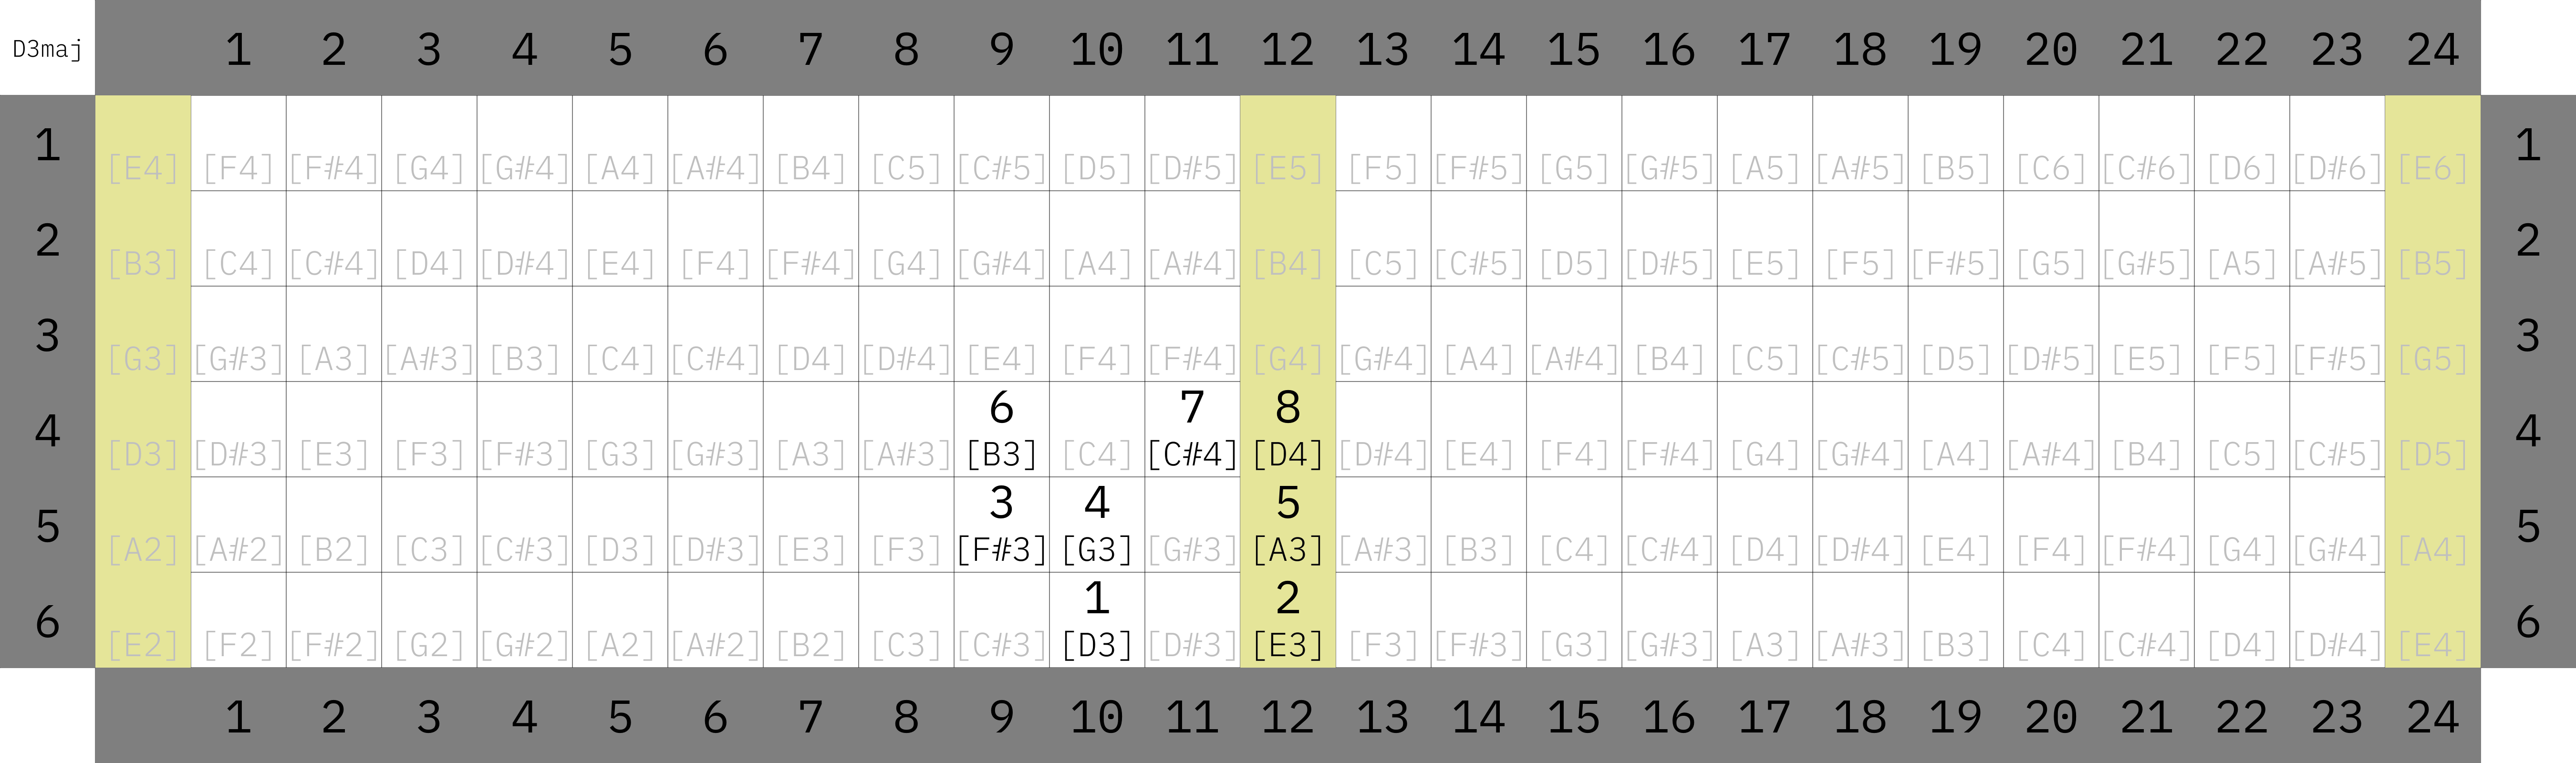 D3maj 1 2 3 4 5 6 7 8 9 10 11 12 13 14 15 16 17 18 19 20 21 22 23 24
1 1
[E4] [F4] [F#4] [G4] [G#4] [A4] [A#4] [B4] [C5] [C#5] [D5] [D#5] [E5] [F5] [F#5] [G5] [G#5] [A5] [A#5] [B5] [C6] [C#6] [D6] [D#6] [E6]
2 2
[B3] [C4] [C#4] [D4] [D#4] [E4] [F4] [F#4] [G4] [G#4] [A4] [A#4] [B4] [C5] [C#5] [D5] [D#5] [E5] [F5] [F#5] [G5] [G#5] [A5] [A#5] [B5]
3 3
[G3] [G#3] [A3] [A#3] [B3] [C4] [C#4] [D4] [D#4] [E4] [F4] [F#4] [G4] [G#4] [A4] [A#4] [B4] [C5] [C#5] [D5] [D#5] [E5] [F5] [F#5] [G5]
6 7 8
4 4
[D3] [D#3] [E3] [F3] [F#3] [G3] [G#3] [A3] [A#3] [B3] [C4] [C#4] [D4] [D#4] [E4] [F4] [F#4] [G4] [G#4] [A4] [A#4] [B4] [C5] [C#5] [D5]
3 4 5
5 5
[A2] [A#2] [B2] [C3] [C#3] [D3] [D#3] [E3] [F3] [F#3] [G3] [G#3] [A3] [A#3] [B3] [C4] [C#4] [D4] [D#4] [E4] [F4] [F#4] [G4] [G#4] [A4]
1 2
6 6
[E2] [F2] [F#2] [G2] [G#2] [A2] [A#2] [B2] [C3] [C#3] [D3] [D#3] [E3] [F3] [F#3] [G3] [G#3] [A3] [A#3] [B3] [C4] [C#4] [D4] [D#4] [E4]
1 2 3 4 5 6 7 8 9 10 11 12 13 14 15 16 17 18 19 20 21 22 23 24